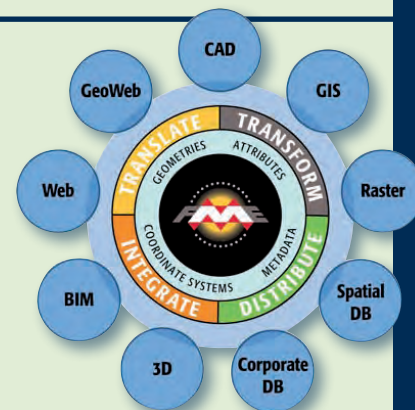 CAD
GeoWeb
GIS
TRANSLATE
TRANSFORM
GEOMETRIES
ATTRIBUTES
Web
Raster
FME
COORDINATE SYSTEMS
METADATA
INTEGRATE
DISTRIBUTE
BIM
Spatial
DB
3D
Corporate
DB